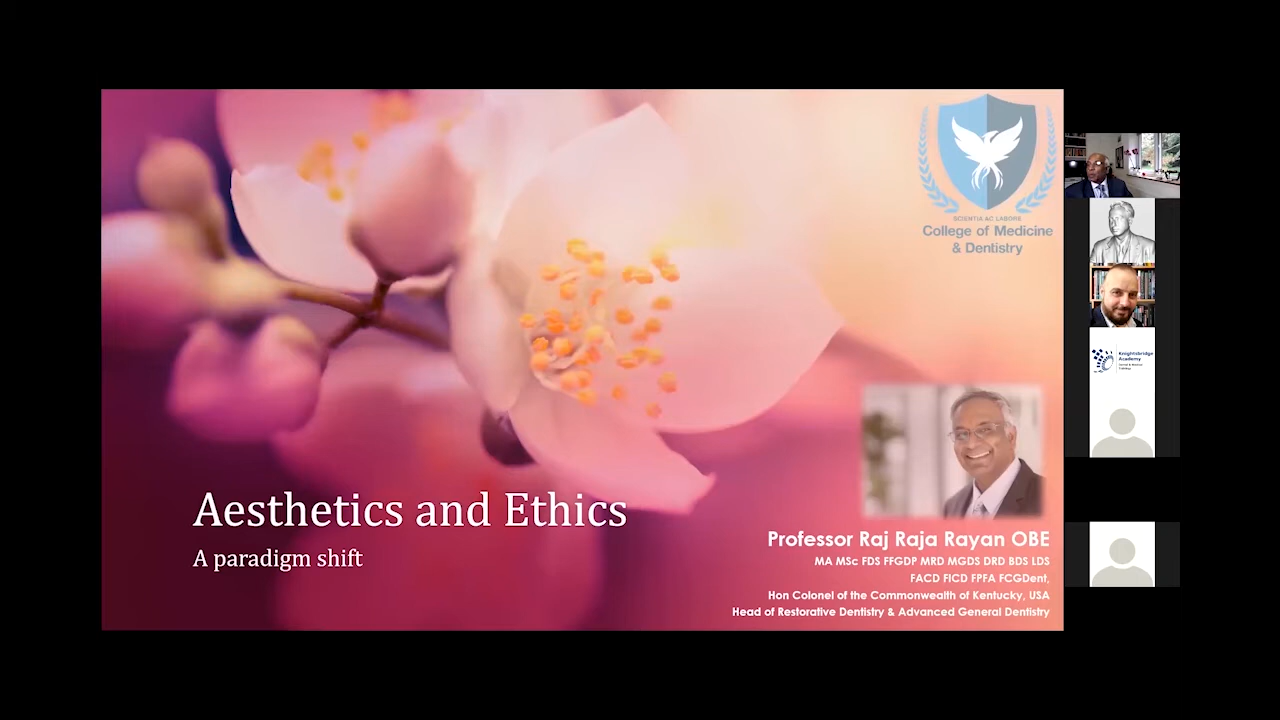 SCIENTIA AC LABORE
College of Medicine
& Dentistry
Aesthetics and Ethics
A paradigm shift
Professor Raj Raja Rayan OBE
MA MSc FDS FFGDP MRD MGDS DRD BDS LDS
FACD FICD FPFA FCGDent,
Hon Colonel of the Commonwealth of Kentucky, USA
Head of Restorative Dentistry & Advanced General Dentistry
Knightsbridge
Academy